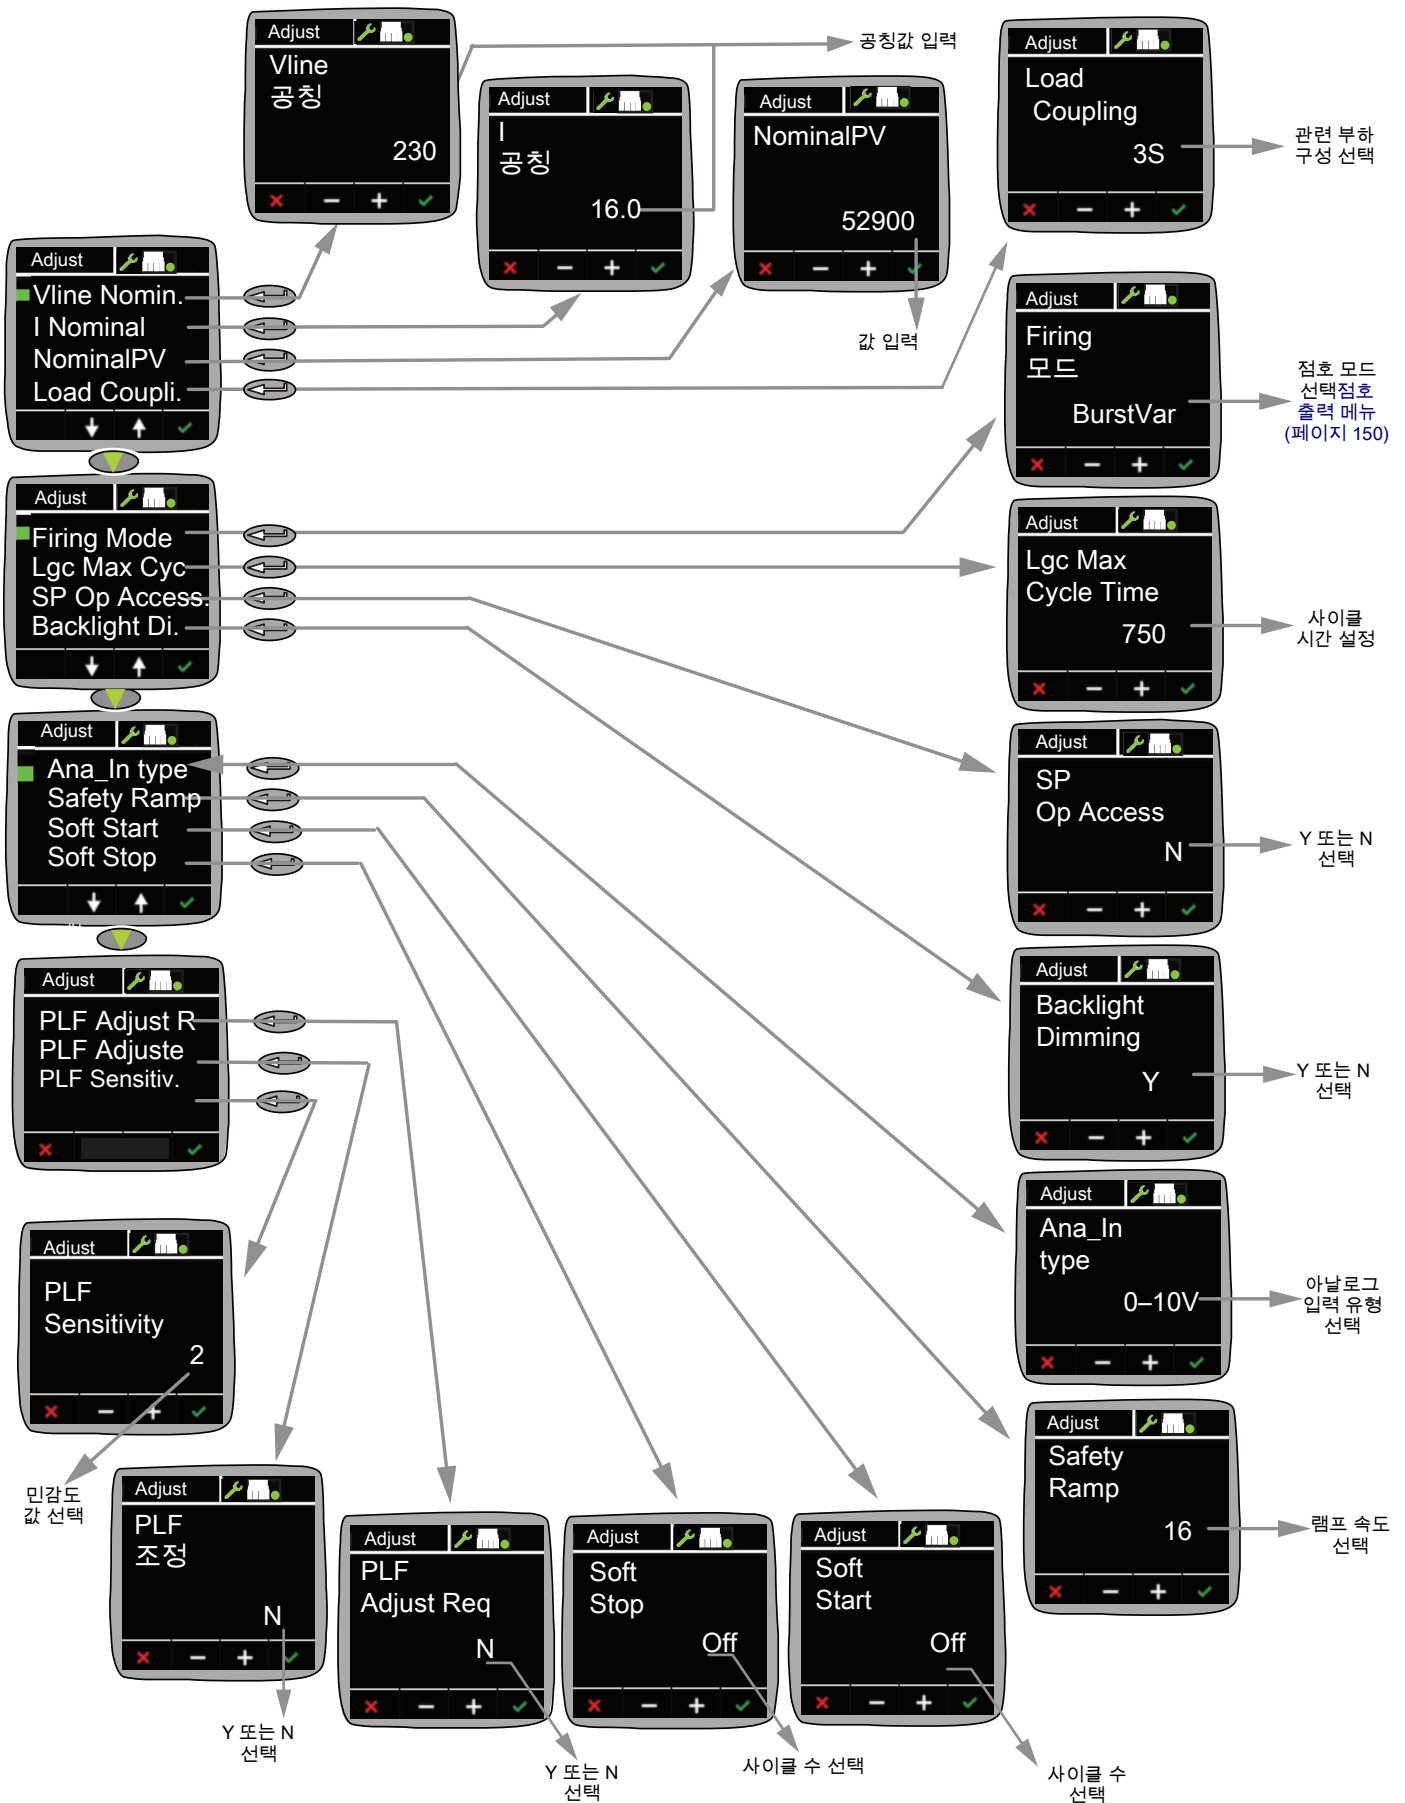 Adjust
Vline
공칭
230
공칭값 입력
Adjust
I
공칭
16.0
Adjust
NominalPV
52900
값 입력
Adjust
Load
Coupling
3S
관련 부하
구성 선택
Adjust
Vline Nomin.
I Nominal
NominalPV
Load Coupli.
Adjust
Firing
모드
BurstVar
점호 모드
선택점호
출력 메뉴
(페이지 150)
Adjust
Firing Mode
Lgc Max Cyc
SP Op Access.
Backlight Di.
Adjust
Lgc Max
Cycle Time
750
사이클
시간 설정
Adjust
Ana_In type
Safety Ramp
Soft Start
Soft Stop
Adjust
SP
Op Access
N
Y 또는 N
선택
Adjust
PLF Adjust R
PLF Adjuste
PLF Sensitiv.
Adjust
Backlight
Dimming
Y
Y 또는 N
선택
Adjust
Ana_In
type
0–10V
아날로그
입력 유형
선택
Adjust
PLF
Sensitivity
2
민감도
값 선택
Adjust
Safety
Ramp
16
램프 속도
선택
Adjust
PLF
조정
N
Y 또는 N
선택
Adjust
PLF
Adjust Req
N
Y 또는 N
선택
Adjust
Soft
Stop
Off
사이클 수 선택
Adjust
Soft
Start
Off
사이클 수
선택